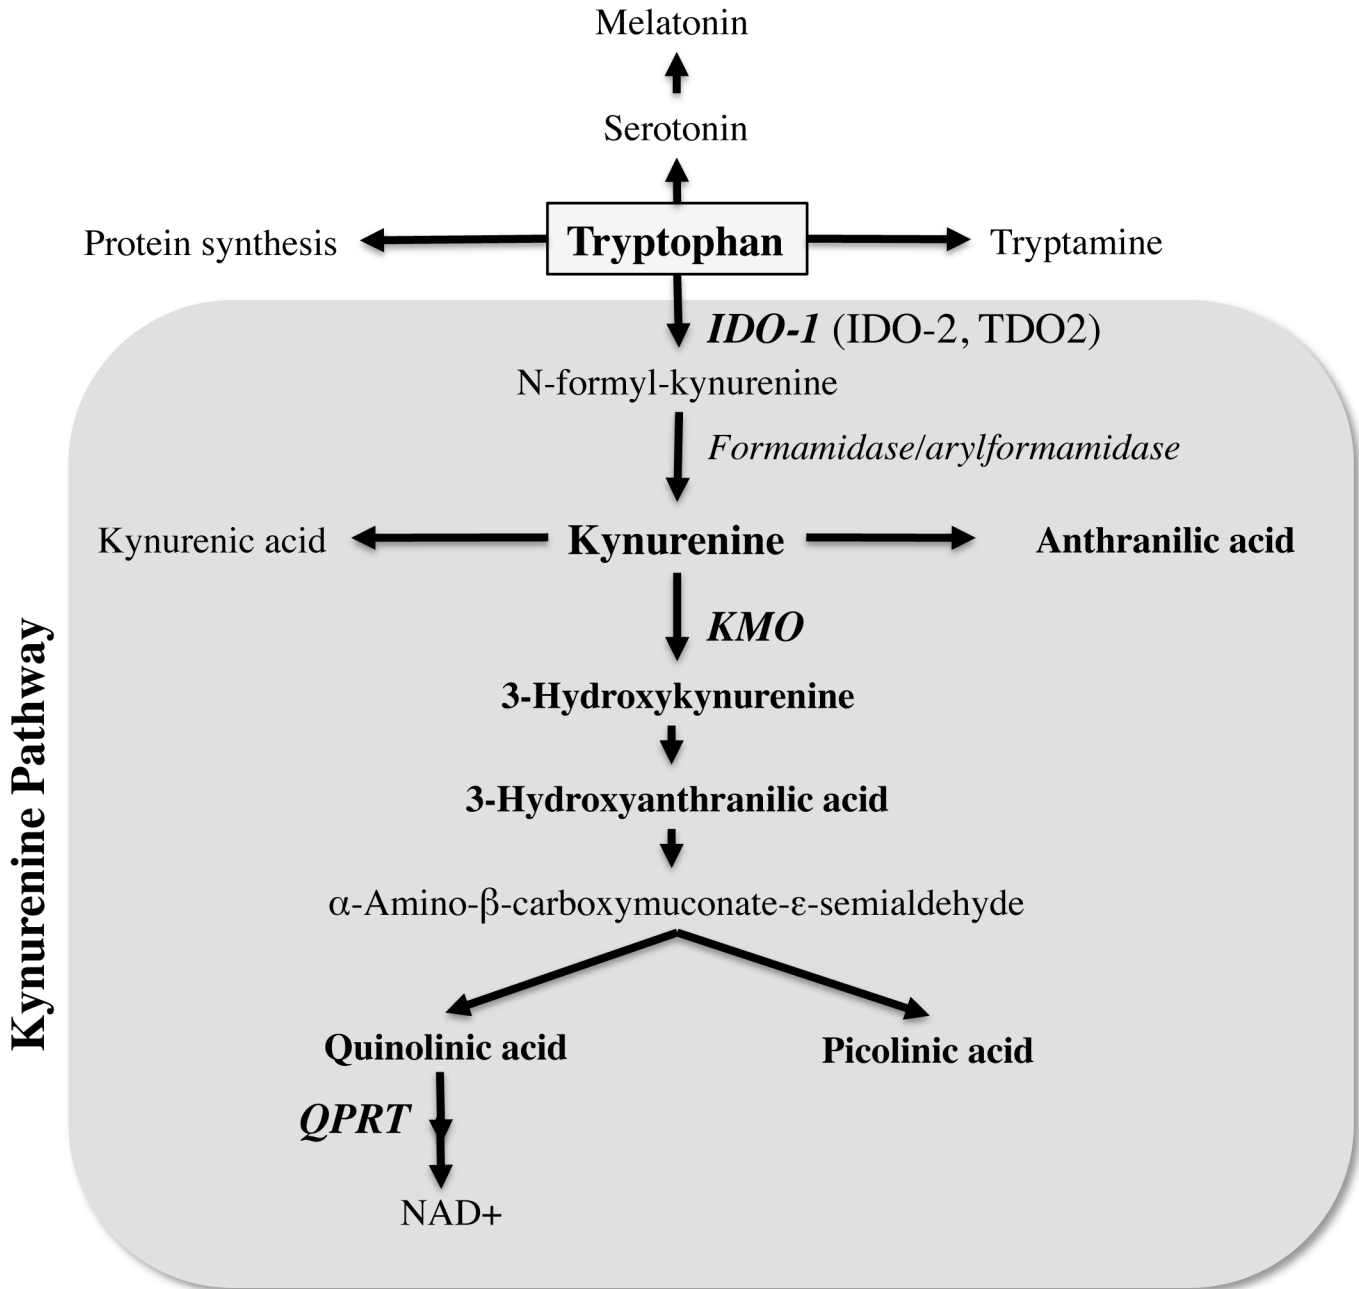 Melatonin
Serotonin
Protein synthesis
Tryptophan
Tryptamine
IDO-1 (IDO-2, TDO2)
N-formyl-kynurenine
Formamidase/arylformamidase
Kynurenic acid
Kynurenine
Anthranilic acid
KMO
3-Hydroxykynurenine
3-Hydroxyanthranilic acid
α-Amino-β-carboxymuconate-ε-semialdehyde
Quinolinic acid
Picolinic acid
QPRT
NAD+
Kynurenine Pathway